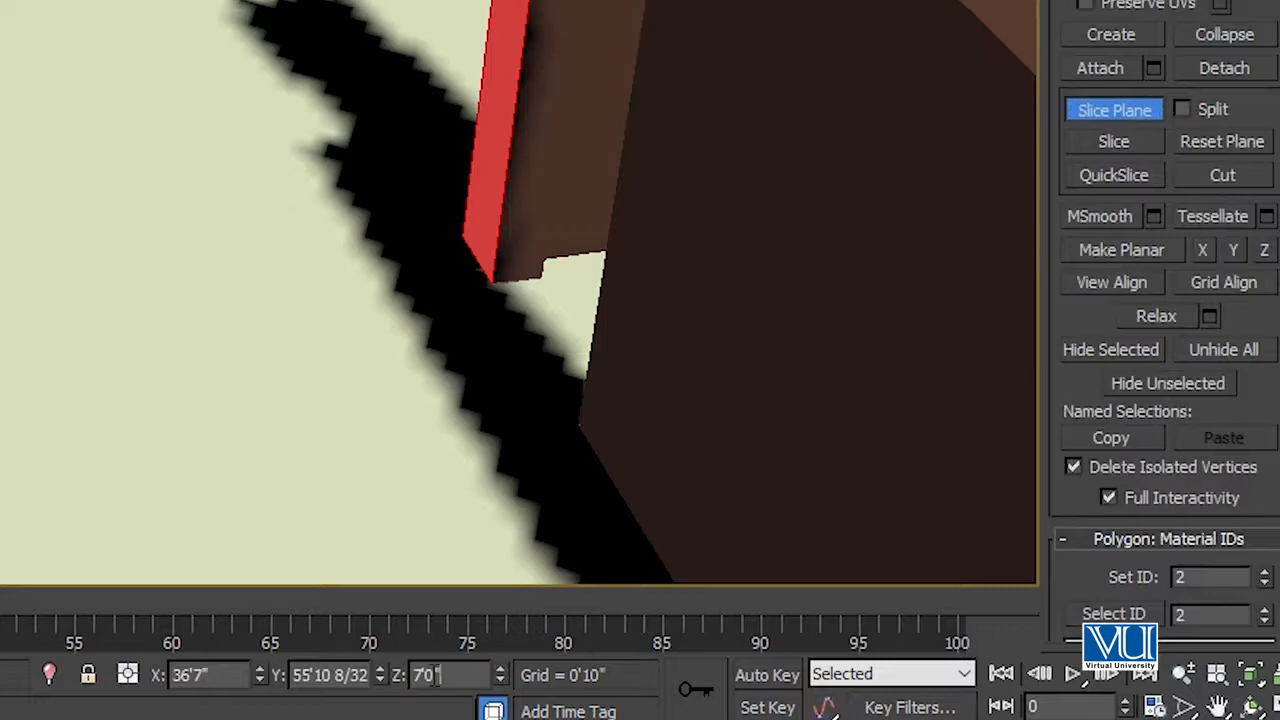 Preserve UVs
Create Collapse
Attach Detach
Slice Plane Split
Slice Reset Plane
QuickSlice Cut
MSmooth Tessellate
Make Planar X Y Z
View Align Grid Align
Relax
Hide Selected Unhide All
Hide Unselected
Named Selections:
Copy Paste
Delete Isolated Vertices
Full Interactivity
- Polygon: Material IDs
Set ID: 2
Select ID 2
VU
Virtual University
55 60 65 70 75 80 85 90 95 100
X: 36'7" Y: 55'10 8/32 Z: 7'0" Grid = 0'10" Auto Key Selected
Add Time Tag Set Key Key Filters... 0